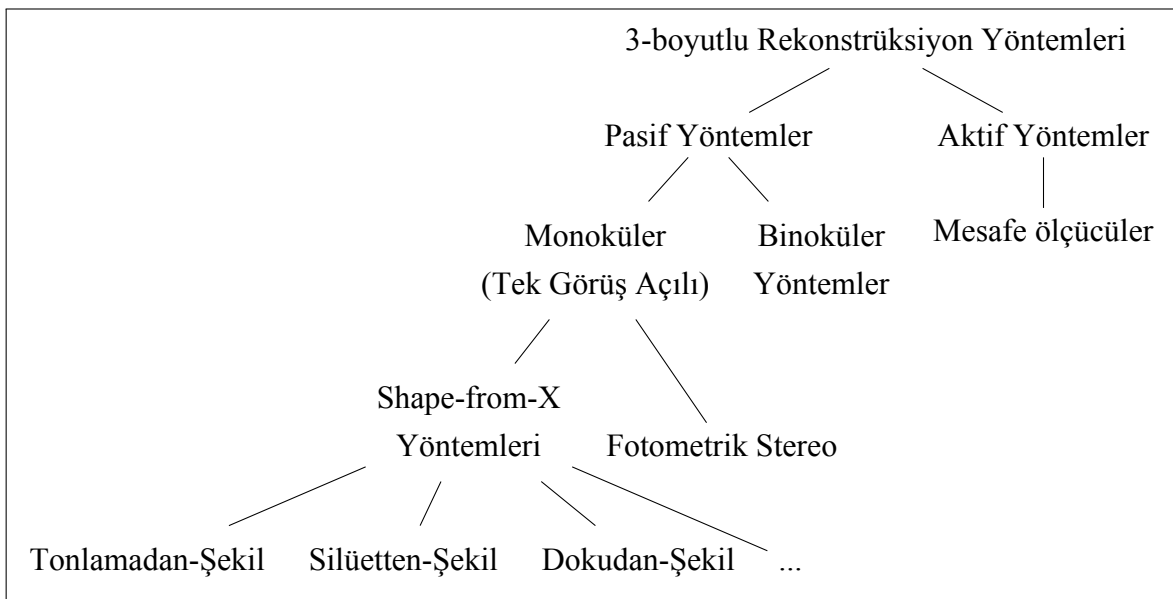 3-boyutlu Rekonstrüksiyon Yöntemleri
Pasif Yöntemler
Aktif Yöntemler
Monoküler
(Tek Görüş Açılı)
Binoküler
Yöntemler
Mesafe ölçücüler
Shape-from-X
Yöntemleri
Fotometrik Stereo
Tonlamadan-Şekil
Silüetten-Şekil
Dokudan-Şekil
...